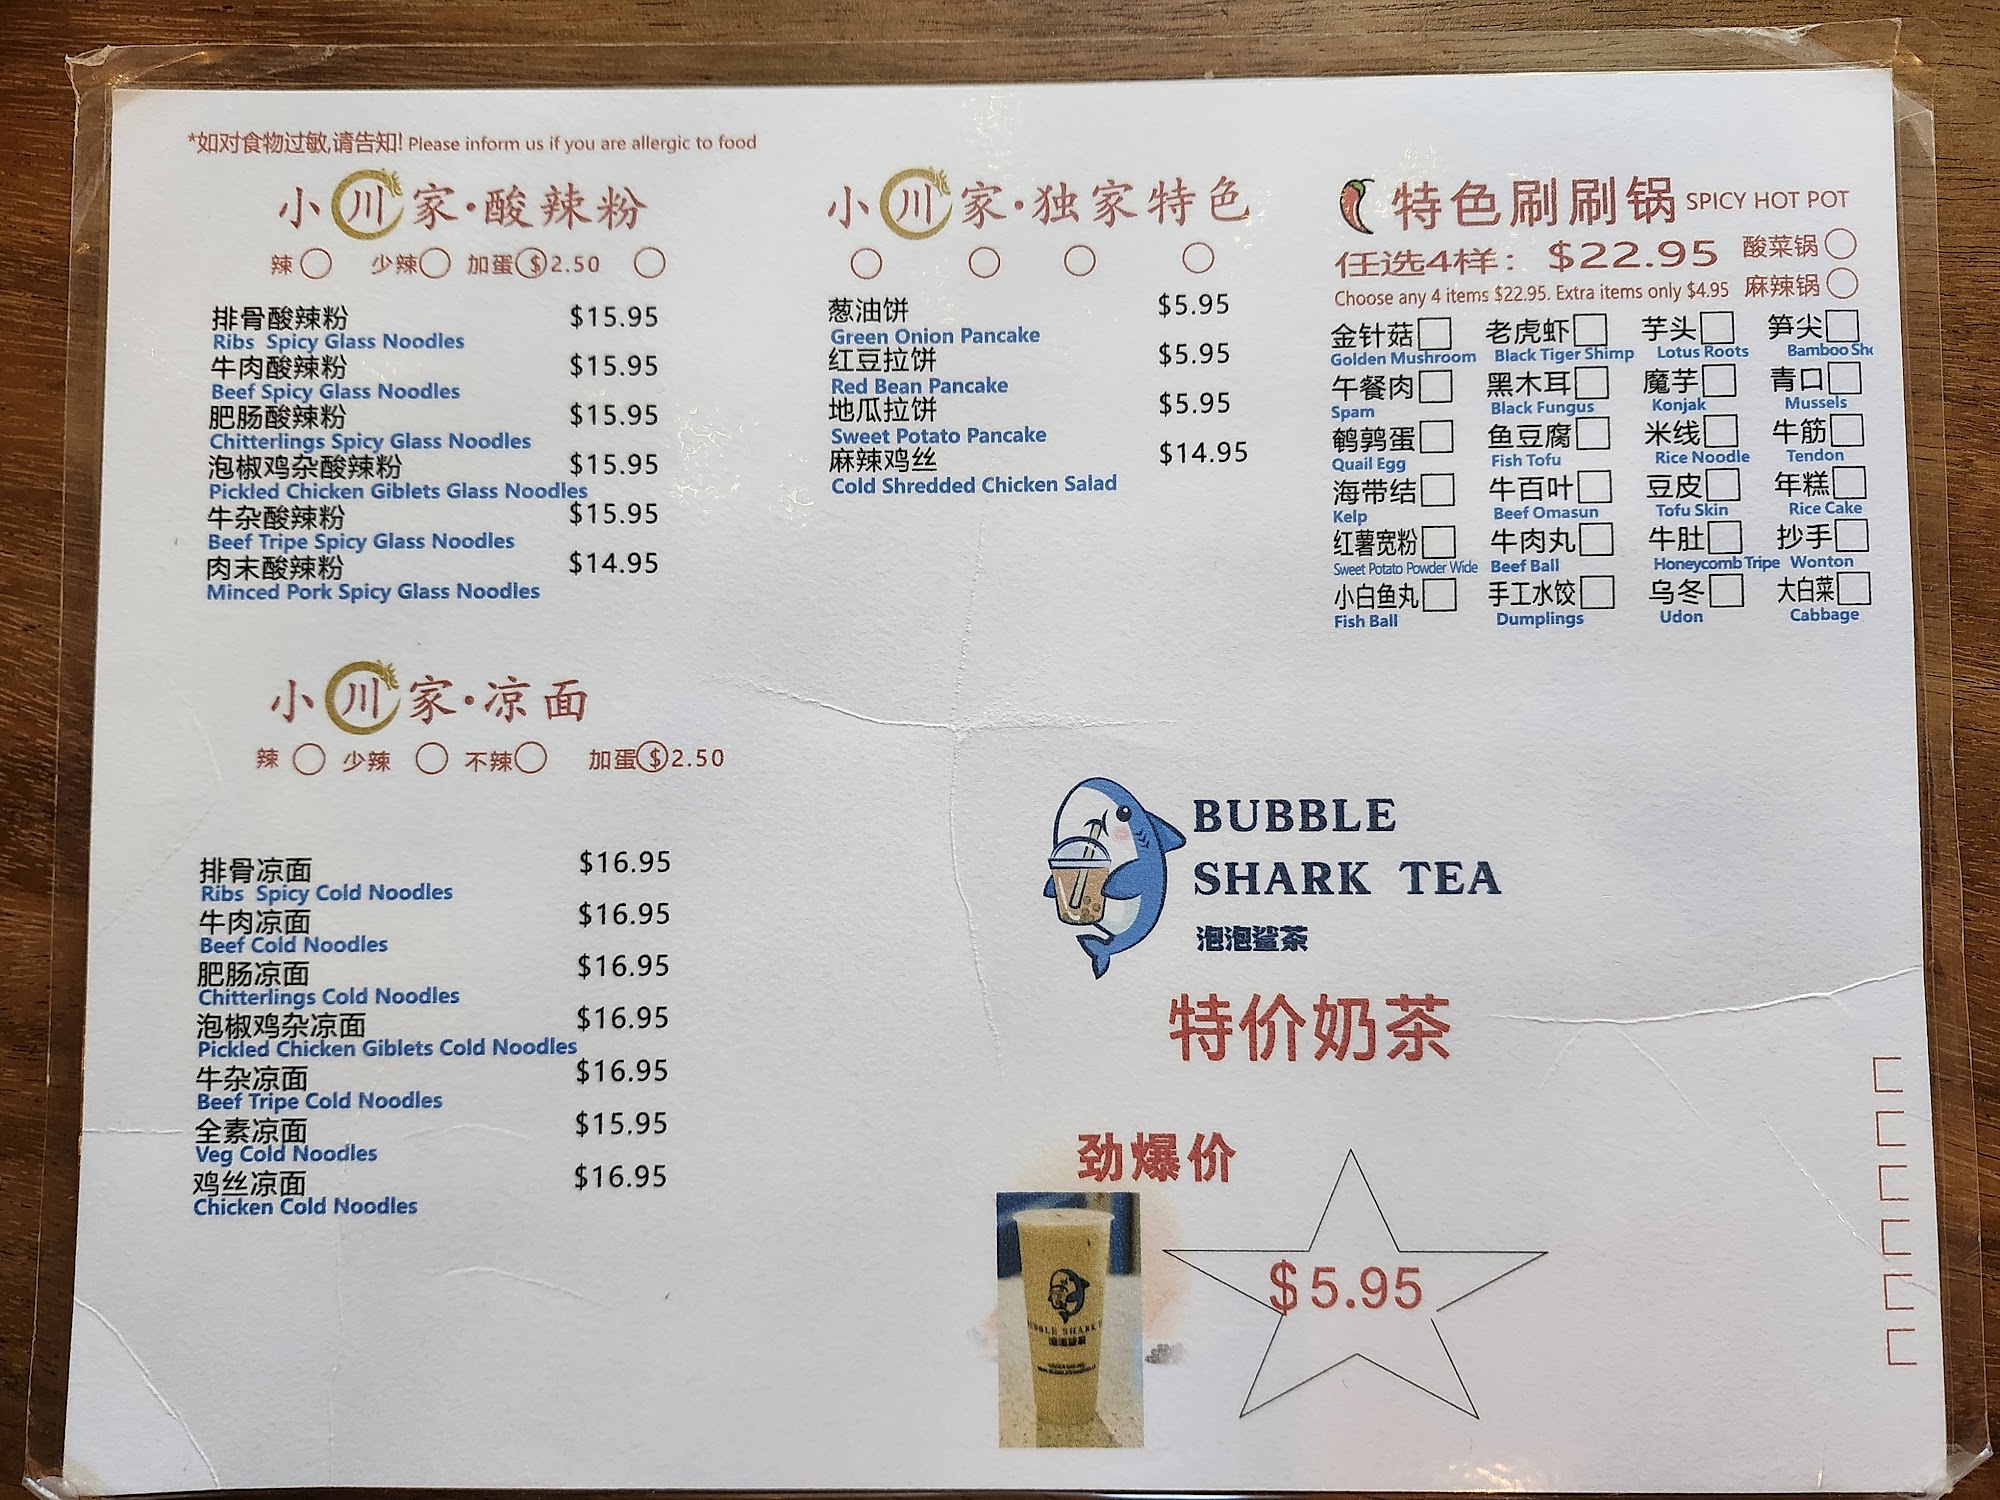 *如对食物过敏,请告知! Please inform us if you are allergic to food
小川家·酸辣粉
辣 少辣 加蛋$2.50
排骨酸辣粉 $15.95
Ribs Spicy Glass Noodles
牛肉酸辣粉 $15.95
Beef Spicy Glass Noodles
肥肠酸辣粉 $15.95
Chitterlings Spicy Glass Noodles
泡椒鸡杂酸辣粉 $15.95
Pickled Chicken Giblets Glass Noodles
牛杂酸辣粉 $15.95
Beef Tripe Spicy Glass Noodles
肉末酸辣粉 $14.95
Minced Pork Spicy Glass Noodles
小川家·凉面
辣 少辣 不辣 加蛋$2.50
排骨凉面 $16.95
Ribs Spicy Cold Noodles
牛肉凉面 $16.95
Beef Cold Noodles
肥肠凉面 $16.95
Chitterlings Cold Noodles
泡椒鸡杂凉面 $16.95
Pickled Chicken Giblets Cold Noodles
牛杂凉面 $16.95
Beef Tripe Cold Noodles
全素凉面 $15.95
Veg Cold Noodles
鸡丝凉面 $16.95
Chicken Cold Noodles
小川家·独家特色
葱油饼 $5.95
Green Onion Pancake
红豆拉饼 $5.95
Red Bean Pancake
地瓜拉饼 $5.95
Sweet Potato Pancake
麻辣鸡丝 $14.95
Cold Shredded Chicken Salad
特色刷刷锅 SPICY HOT POT
任选4样: $22.95 酸菜锅
Choose any 4 items $22.95. Extra items only $4.95 麻辣锅
金针菇 老虎虾 芋头 笋尖
Golden Mushroom Black Tiger Shimp Lotus Roots Bamboo Sho
午餐肉 黑木耳 魔芋 青口
Spam Black Fungus Konjak Mussels
鹌鹑蛋 鱼豆腐 米线 牛筋
Quail Egg Fish Tofu Rice Noodle Tendon
海带结 牛百叶 豆皮 年糕
Kelp Beef Omasun Tofu Skin Rice Cake
红薯宽粉 牛肉丸 牛肚 抄手
Sweet Potato Powder Wide Beef Ball Honeycomb Tripe Wonton
小白鱼丸 手工水饺 乌冬 大白菜
Fish Ball Dumplings Udon Cabbage
BUBBLE
SHARK TEA
泡泡鲨茶
特价奶茶
劲爆价
$5.95
BBLE SHARK
泡泡鲨茶